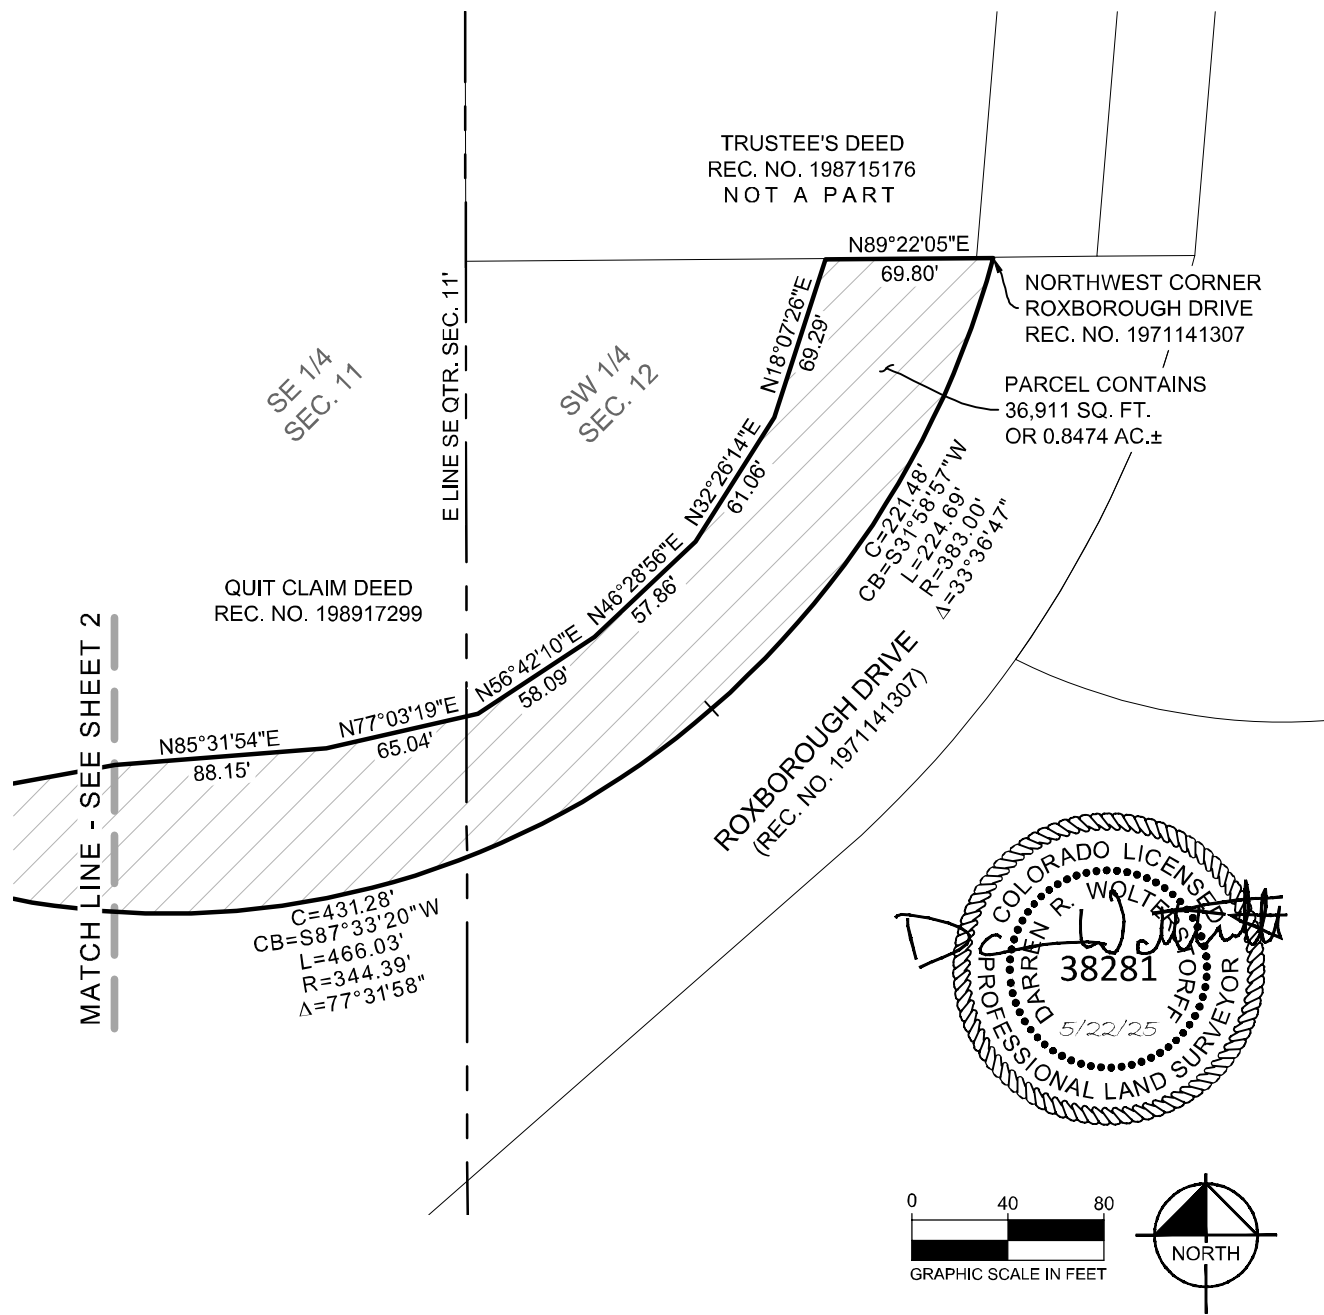 TRUSTEE'S DEED
REC. NO. 198715176
NOT A PART
N89°22'05"E
69.80'
NORTHWEST CORNER
ROXBOROUGH DRIVE
REC. NO. 1971141307
PARCEL CONTAINS
36,911 SQ. FT.
OR 0.8474 AC.±
E LINE SE QTR. SEC. 11'
SE 1/4
SEC. 11
SW 1/4
SEC. 12
N18°07'26"E
69.29'
N32°26'14"E
61.06'
N46°28'56"E
57.86'
N56°42'10"E
58.09'
N77°03'19"E
65.04'
N85°31'54"E
88.15'
C=221.48'
CB=S31°58'57"W
L=224.69'
R=383.00'
Δ=33°36'47"
QUIT CLAIM DEED
REC. NO. 198917299
MATCH LINE - SEE SHEET 2
ROXBOROUGH DRIVE
(REC. NO. 1971141307)
C=431.28'
CB=S87°33'20"W
L=466.03'
R=344.39'
Δ=77°31'58"
COLORADO LICENSED
PROFESSIONAL LAND SURVEYOR
DARREN R. WOLTERSTORFF
38281
5/22/25
0 40 80
GRAPHIC SCALE IN FEET
NORTH